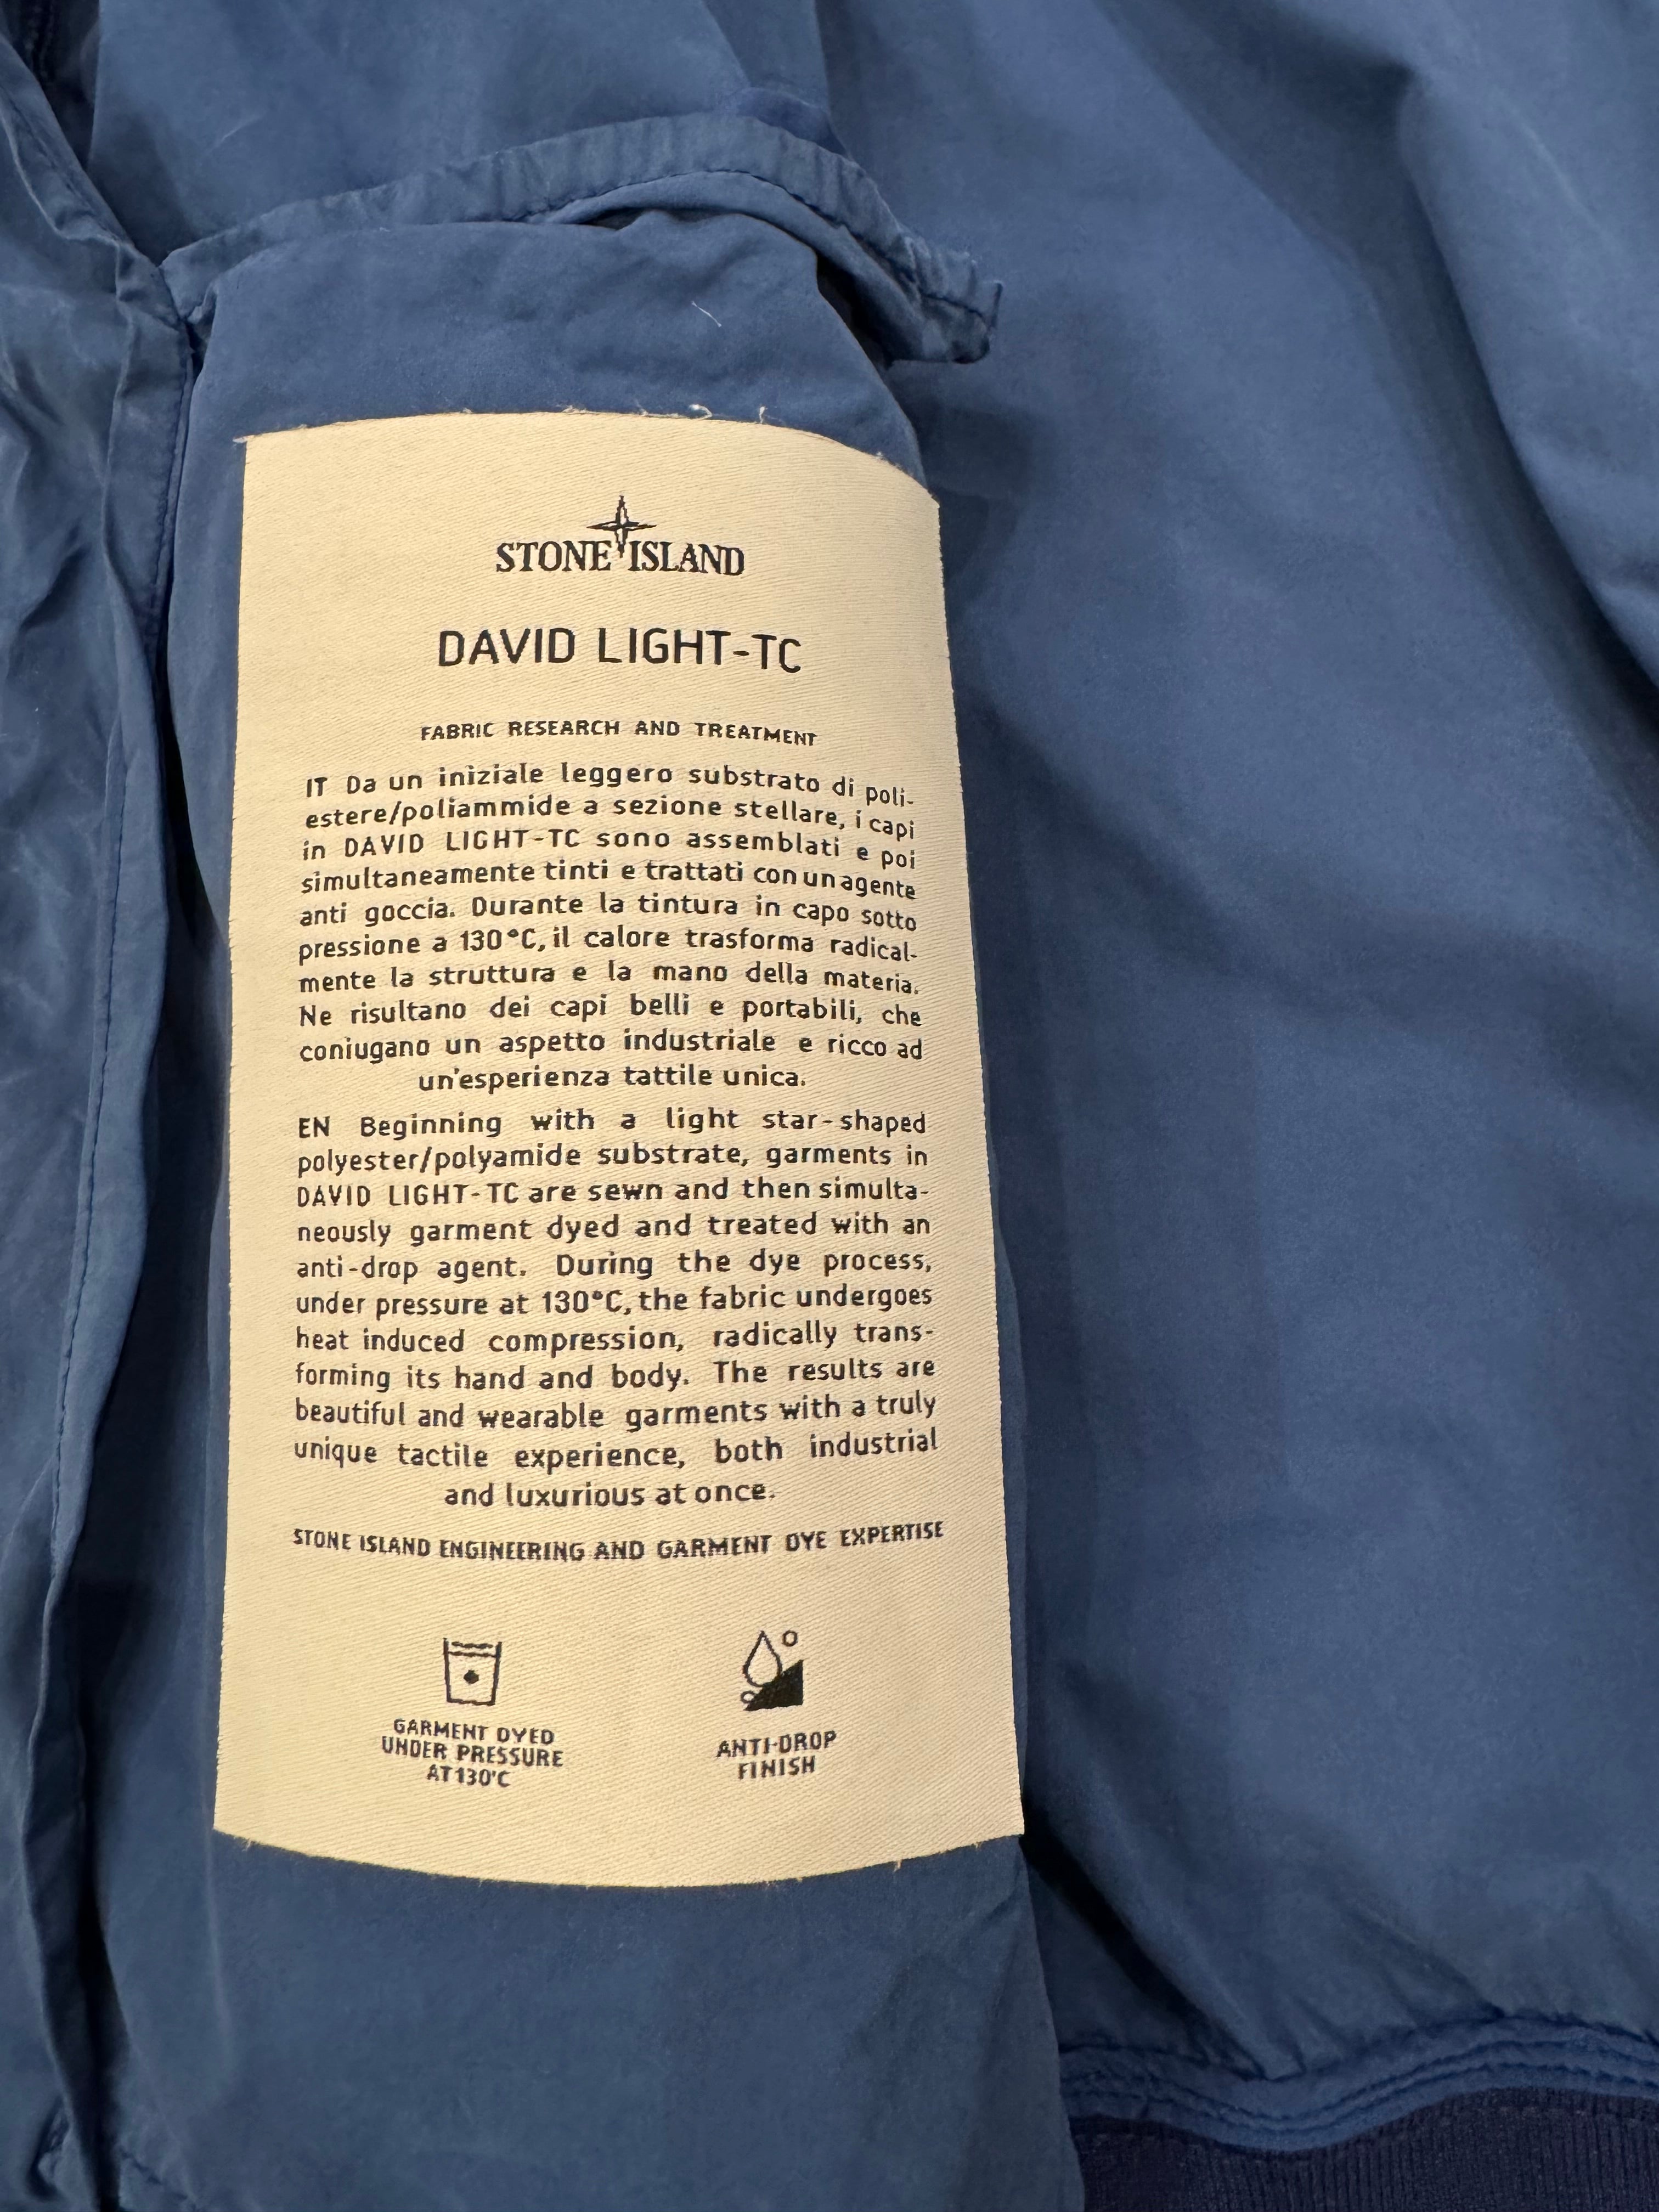 STONE ISLAND
DAVID LIGHT-TC
FABRIC RESEARCH AND TREATMENT
IT Da un iniziale leggero substrato di poli-
estere/poliammide a sezione stellare, i capi
in DAVID LIGHT-TC sono assemblati e poi
simultaneamente tinti e trattati con un agente
anti goccia. Durante la tintura in capo sotto
pressione a 130°C, il calore trasforma radical-
mente la struttura e la mano della materia.
Ne risultano dei capi belli e portabili, che
coniugano un aspetto industriale e ricco ad
un'esperienza tattile unica.
EN Beginning with a light star-shaped
polyester/polyamide substrate, garments in
DAVID LIGHT-TC are sewn and then simulta-
neously garment dyed and treated with an
anti-drop agent. During the dye process,
under pressure at 130°C, the fabric undergoes
heat induced compression, radically trans-
forming its hand and body. The results are
beautiful and wearable garments with a truly
unique tactile experience, both industrial
and luxurious at once.
STONE ISLAND ENGINEERING AND GARMENT DYE EXPERTISE
GARMENT DYED
UNDER PRESSURE
AT 130°C
ANTI-DROP
FINISH